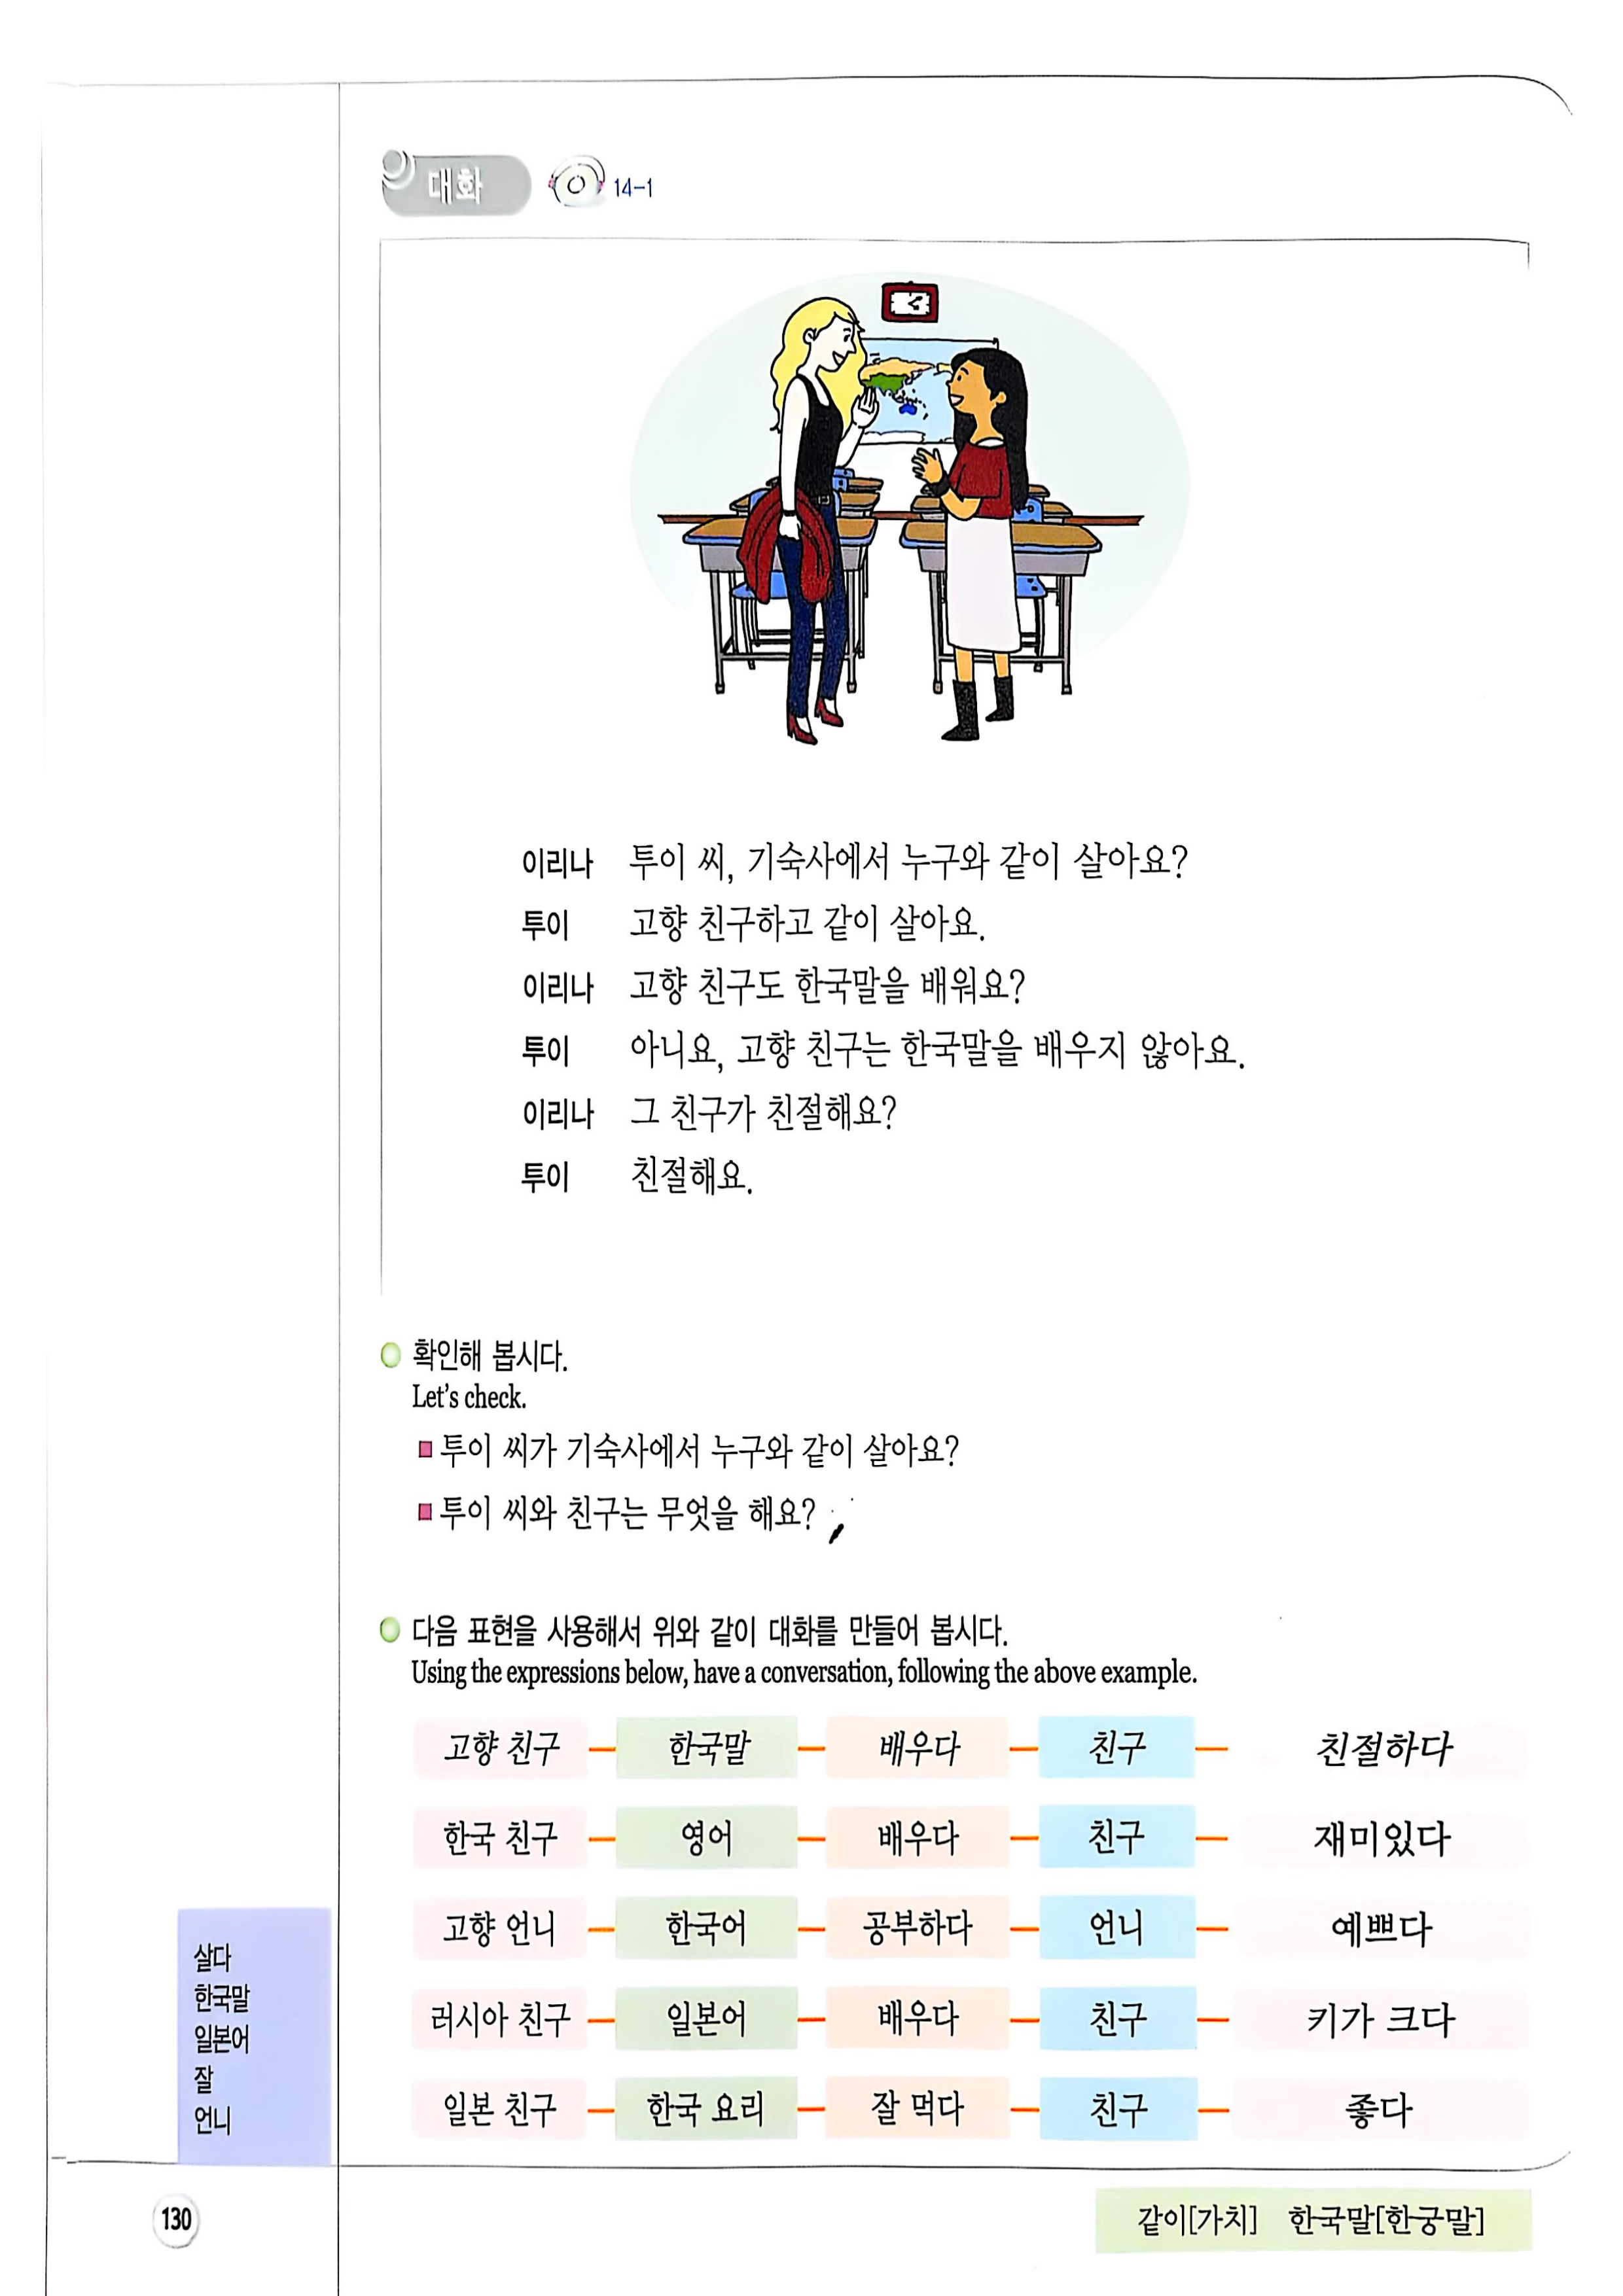 대화 14-1
이리나 투이 씨, 기숙사에서 누구와 같이 살아요?
투이 고향 친구하고 같이 살아요.
이리나 고향 친구도 한국말을 배워요?
투이 아니요, 고향 친구는 한국말을 배우지 않아요.
이리나 그 친구가 친절해요?
투이 친절해요.
확인해 봅시다.
Let's check.
투이 씨가 기숙사에서 누구와 같이 살아요?
투이 씨와 친구는 무엇을 해요?
다음 표현을 사용해서 위와 같이 대화를 만들어 봅시다.
Using the expressions below, have a conversation, following the above example.
고향 친구 한국말 배우다 친구 친절하다
한국 친구 영어 배우다 친구 재미있다
고향 언니 한국어 공부하다 언니 예쁘다
러시아 친구 일본어 배우다 친구 키가 크다
일본 친구 한국 요리 잘 먹다 친구 좋다
살다
한국말
일본어
잘
언니
130
같이[가치] 한국말[한궁말]